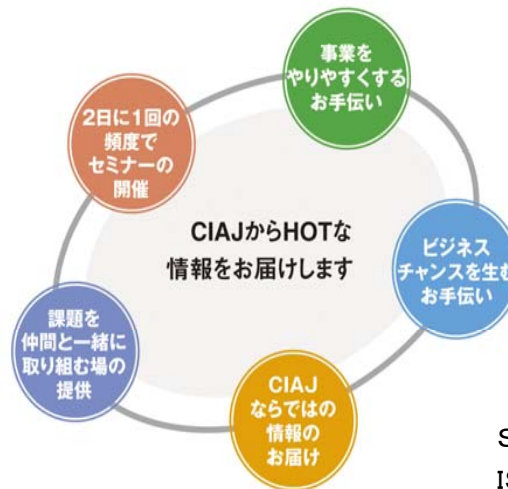 事業を
やりやすくする
お手伝い
2日に1回の
頻度で
セミナーの
開催
CIAJからHOTな
情報をお届けします
ビジネス
チャンスを生む
お手伝い
課題を
仲間と一緒に
取り組む場の
提供
CIAJ
ならではの
情報の
お届け